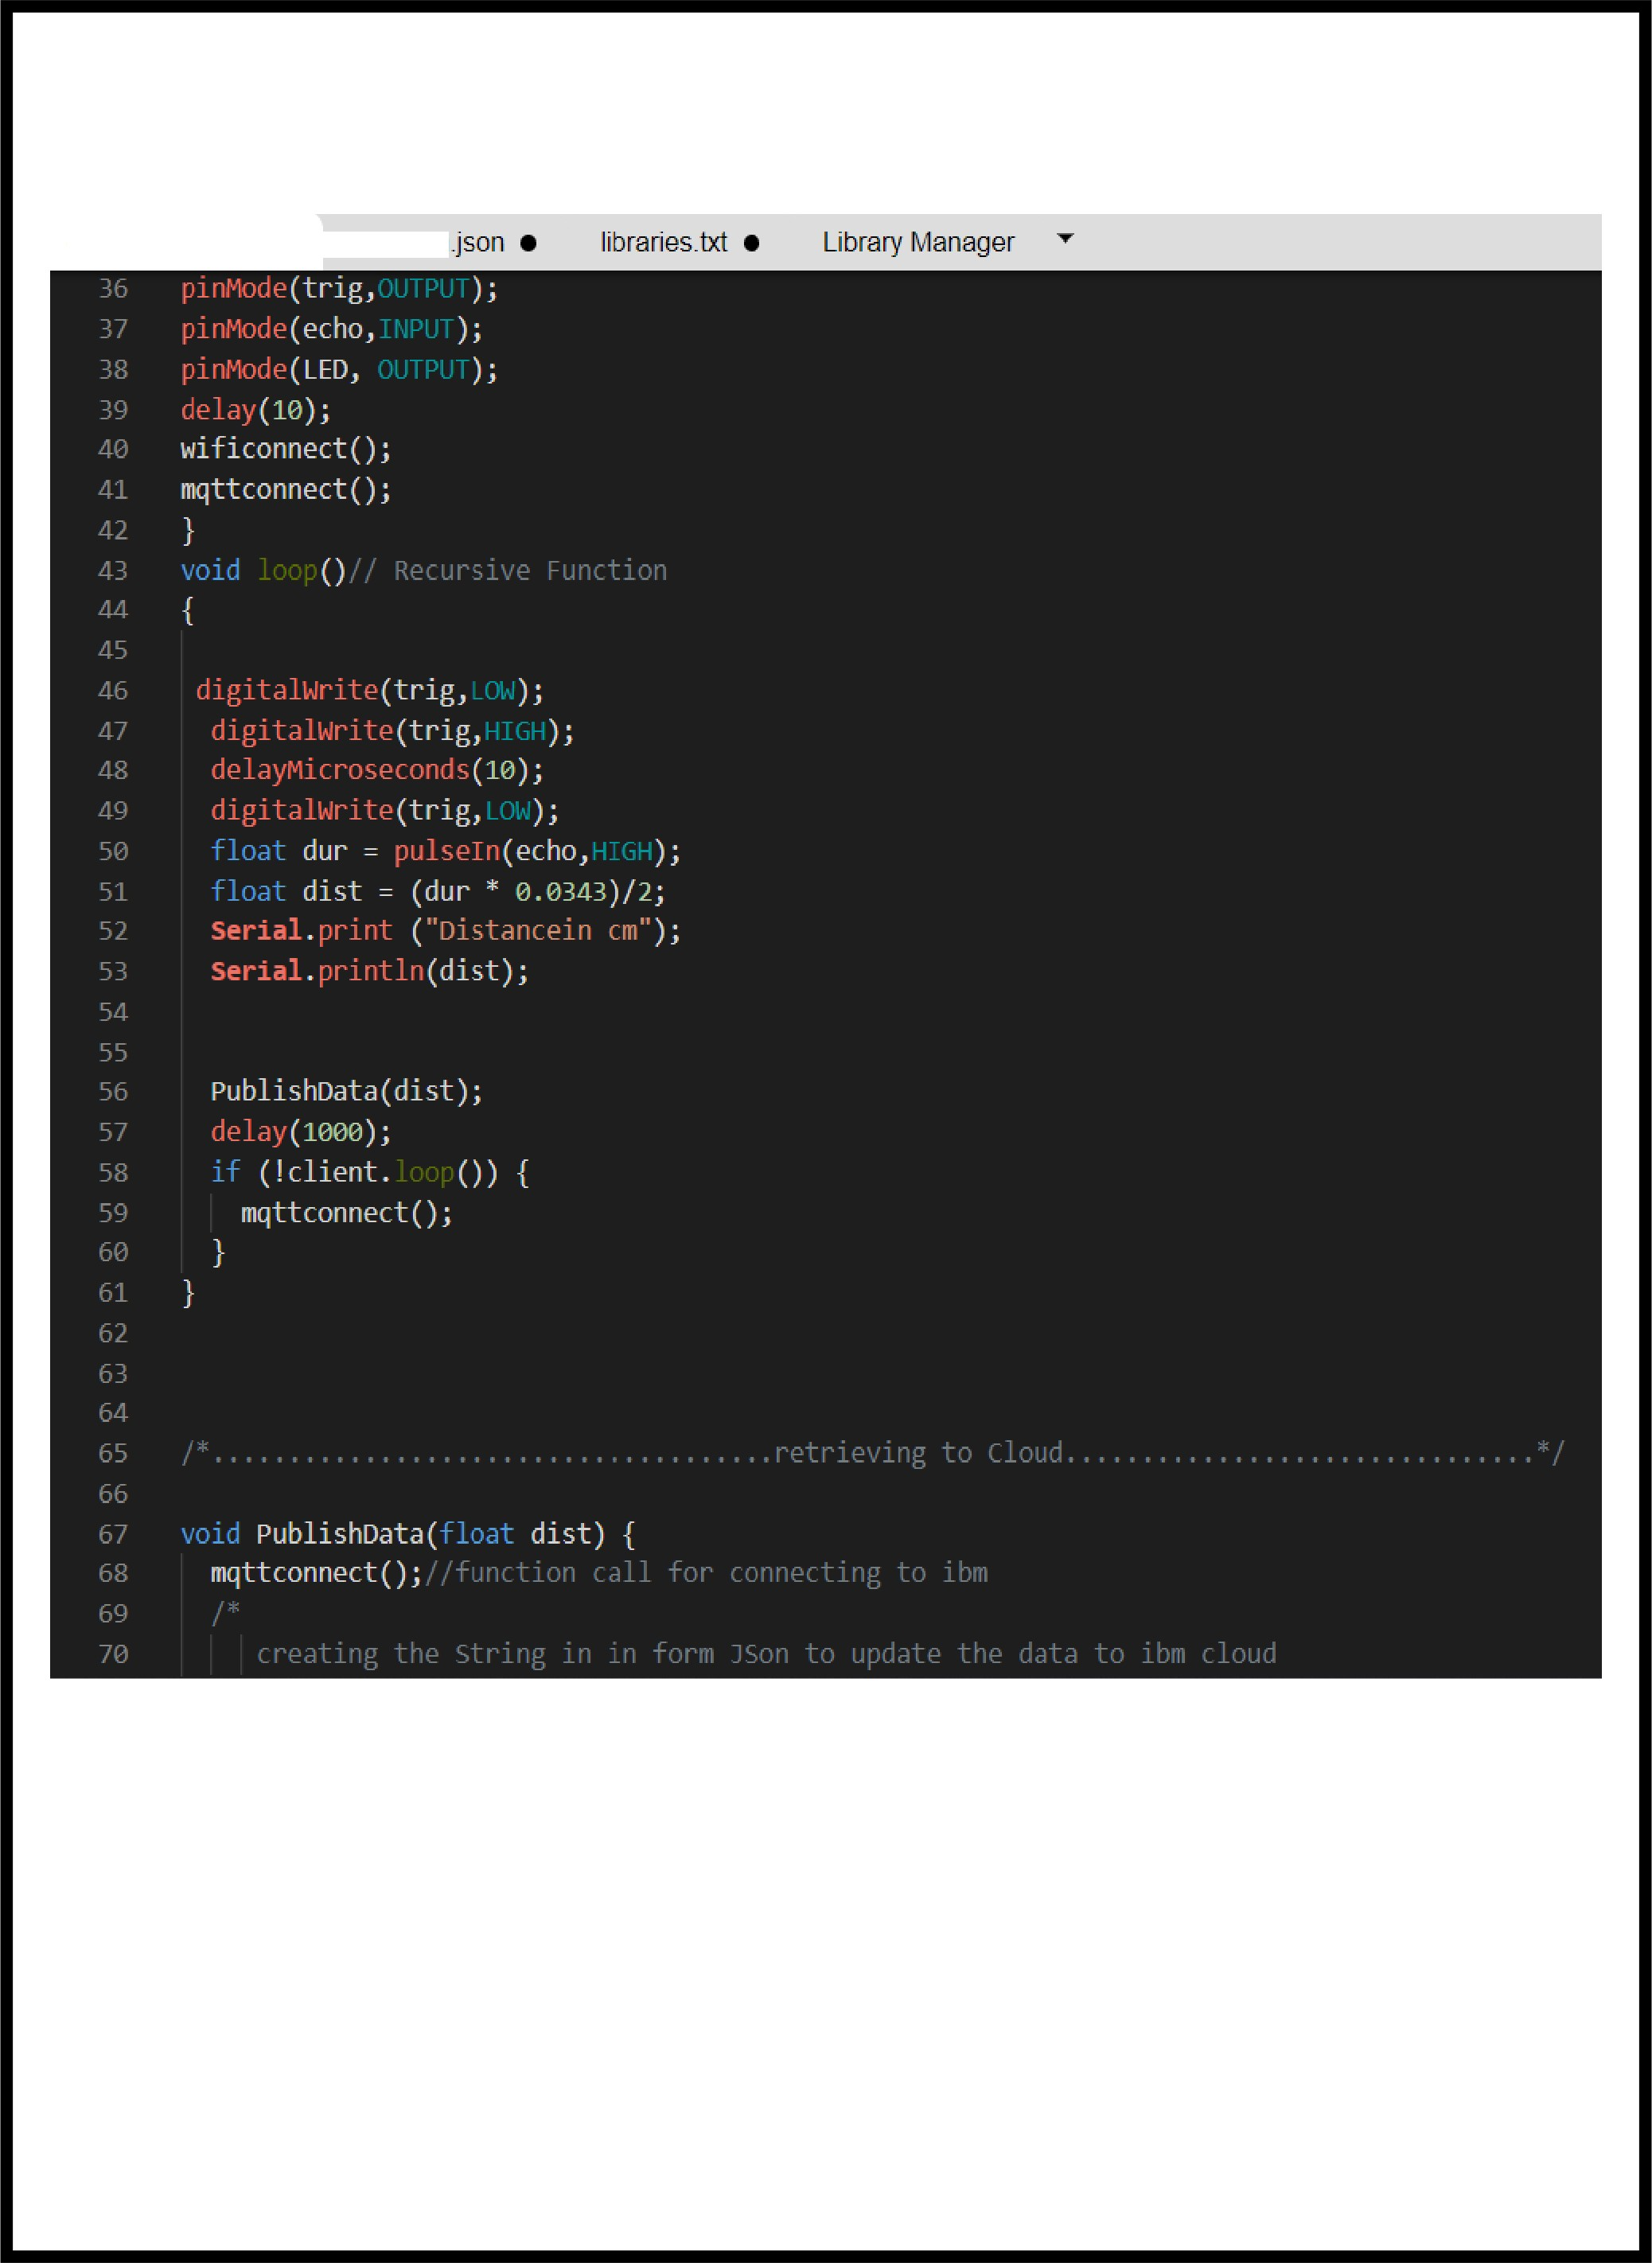 .json ● libraries.txt ● Library Manager ▼
36 pinMode(trig,OUTPUT);
37 pinMode(echo,INPUT);
38 pinMode(LED, OUTPUT);
39 delay(10);
40 wificonnect();
41 mqttconnect();
42 }
43 void loop()// Recursive Function
44 {
45
46 digitalWrite(trig,LOW);
47 digitalWrite(trig,HIGH);
48 delayMicroseconds(10);
49 digitalWrite(trig,LOW);
50 float dur = pulseIn(echo,HIGH);
51 float dist = (dur * 0.0343)/2;
52 Serial.print ("Distancein cm");
53 Serial.println(dist);
54
55
56 PublishData(dist);
57 delay(1000);
58 if (!client.loop()) {
59 mqttconnect();
60 }
61 }
62
63
64
65 /*.....................................retrieving to Cloud...............................*/
66
67 void PublishData(float dist) {
68 mqttconnect();//function call for connecting to ibm
69 /*
70 creating the String in in form JSon to update the data to ibm cloud